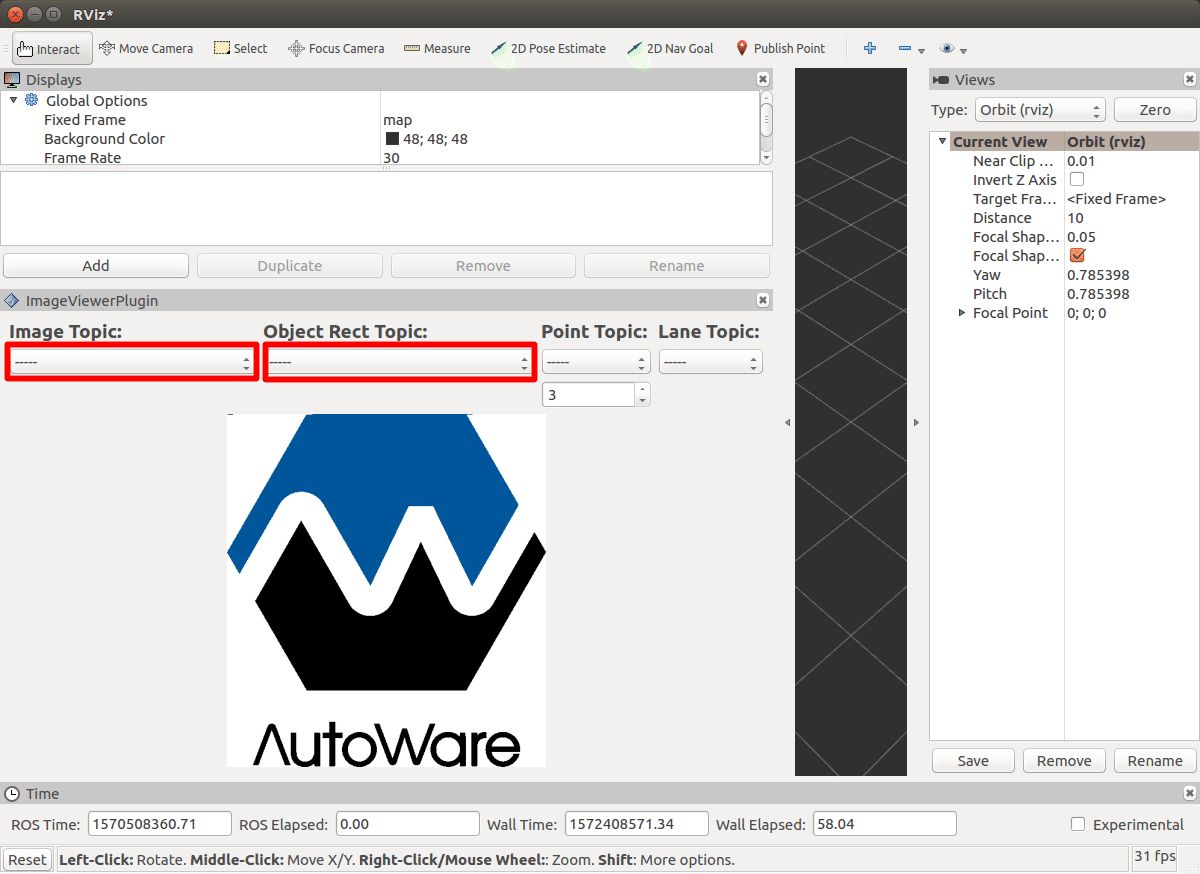 RViz*
Interact Move Camera Select Focus Camera Measure 2D Pose Estimate 2D Nav Goal Publish Point
Displays
Global Options
Fixed Frame map
Background Color 48; 48; 48
Frame Rate 30
Add Duplicate Remove Rename
ImageViewerPlugin
Image Topic: Object Rect Topic: Point Topic: Lane Topic:
----- ----- ----- -----
3
AutoWare
Views
Type: Orbit (rviz) Zero
Current View Orbit (rviz)
Near Clip ... 0.01
Invert Z Axis
Target Fra... <Fixed Frame>
Distance 10
Focal Shap... 0.05
Focal Shap...
Yaw 0.785398
Pitch 0.785398
Focal Point 0; 0; 0
Save Remove Rename
Time
ROS Time: 1570508360.71 ROS Elapsed: 0.00 Wall Time: 1572408571.34 Wall Elapsed: 58.04 Experimental
Reset Left-Click: Rotate. Middle-Click: Move X/Y. Right-Click/Mouse Wheel:: Zoom. Shift: More options. 31 fps